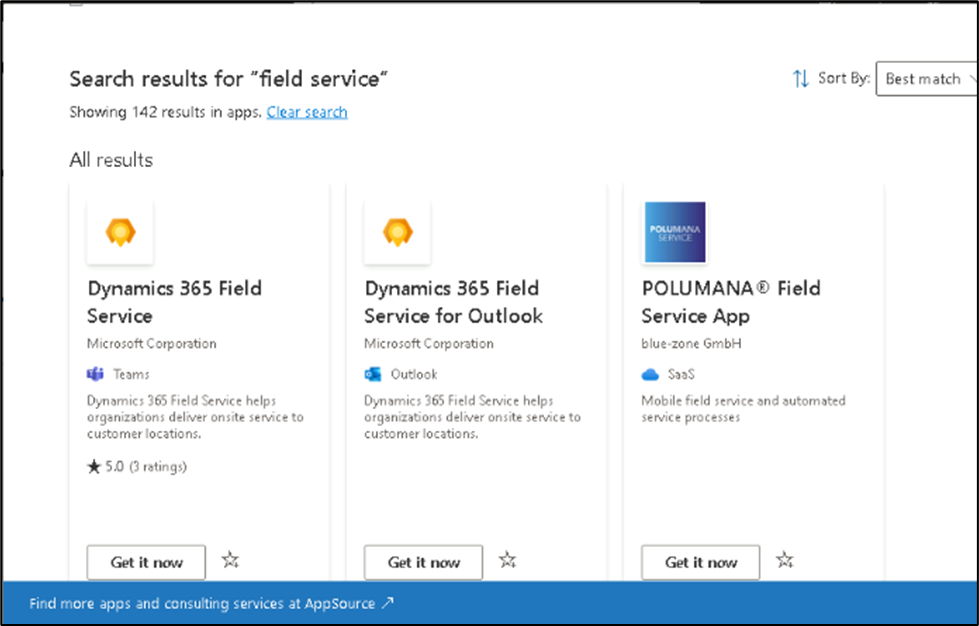 Search results for “field service“
Sort By:
Best match
Showing 142 results in apps. Clear search
All results
Dynamics 365 Field
Service
Microsoft Corporation
Teams
Dynamics 365 Field Service helps
organizations deliver onsite service to
customer locations.
5.0 (3 ratings)
Get it now
Dynamics 365 Field
Service for Outlook
Microsoft Corporation
Outlook
Dynamics 365 Field Service helps
organizations deliver onsite service to
customer locations.
Get it now
POLUMANA
SERVICE
POLUMANA® Field
Service App
blue-zone GmbH
SaaS
Mobile field service and automated
service processes
Get it now
Find more apps and consulting services at AppSource ↗